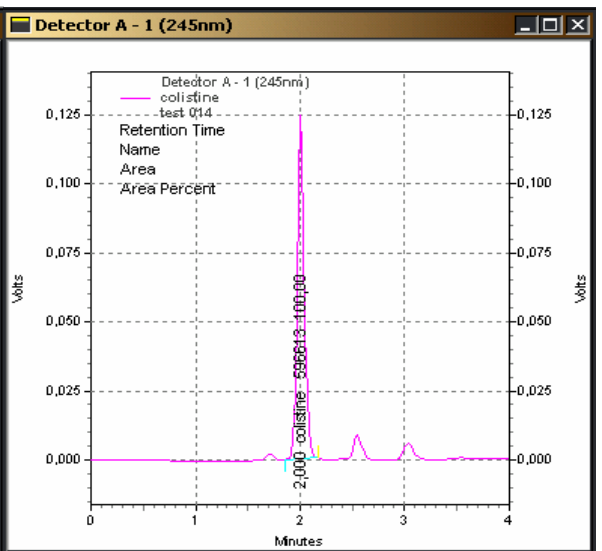 Detector A - 1 (245nm)
Detector A - 1 (245nm)
colistine
test 014
Retention Time
Name
Area
Area Percent
0,125
0,100
0,075
0,050
0,025
0,000
Volts
0,125
0,100
0,075
0,050
0,025
0,000
Volts
2,000 colistine 596613 100,00
0
1
2
3
4
Minutes